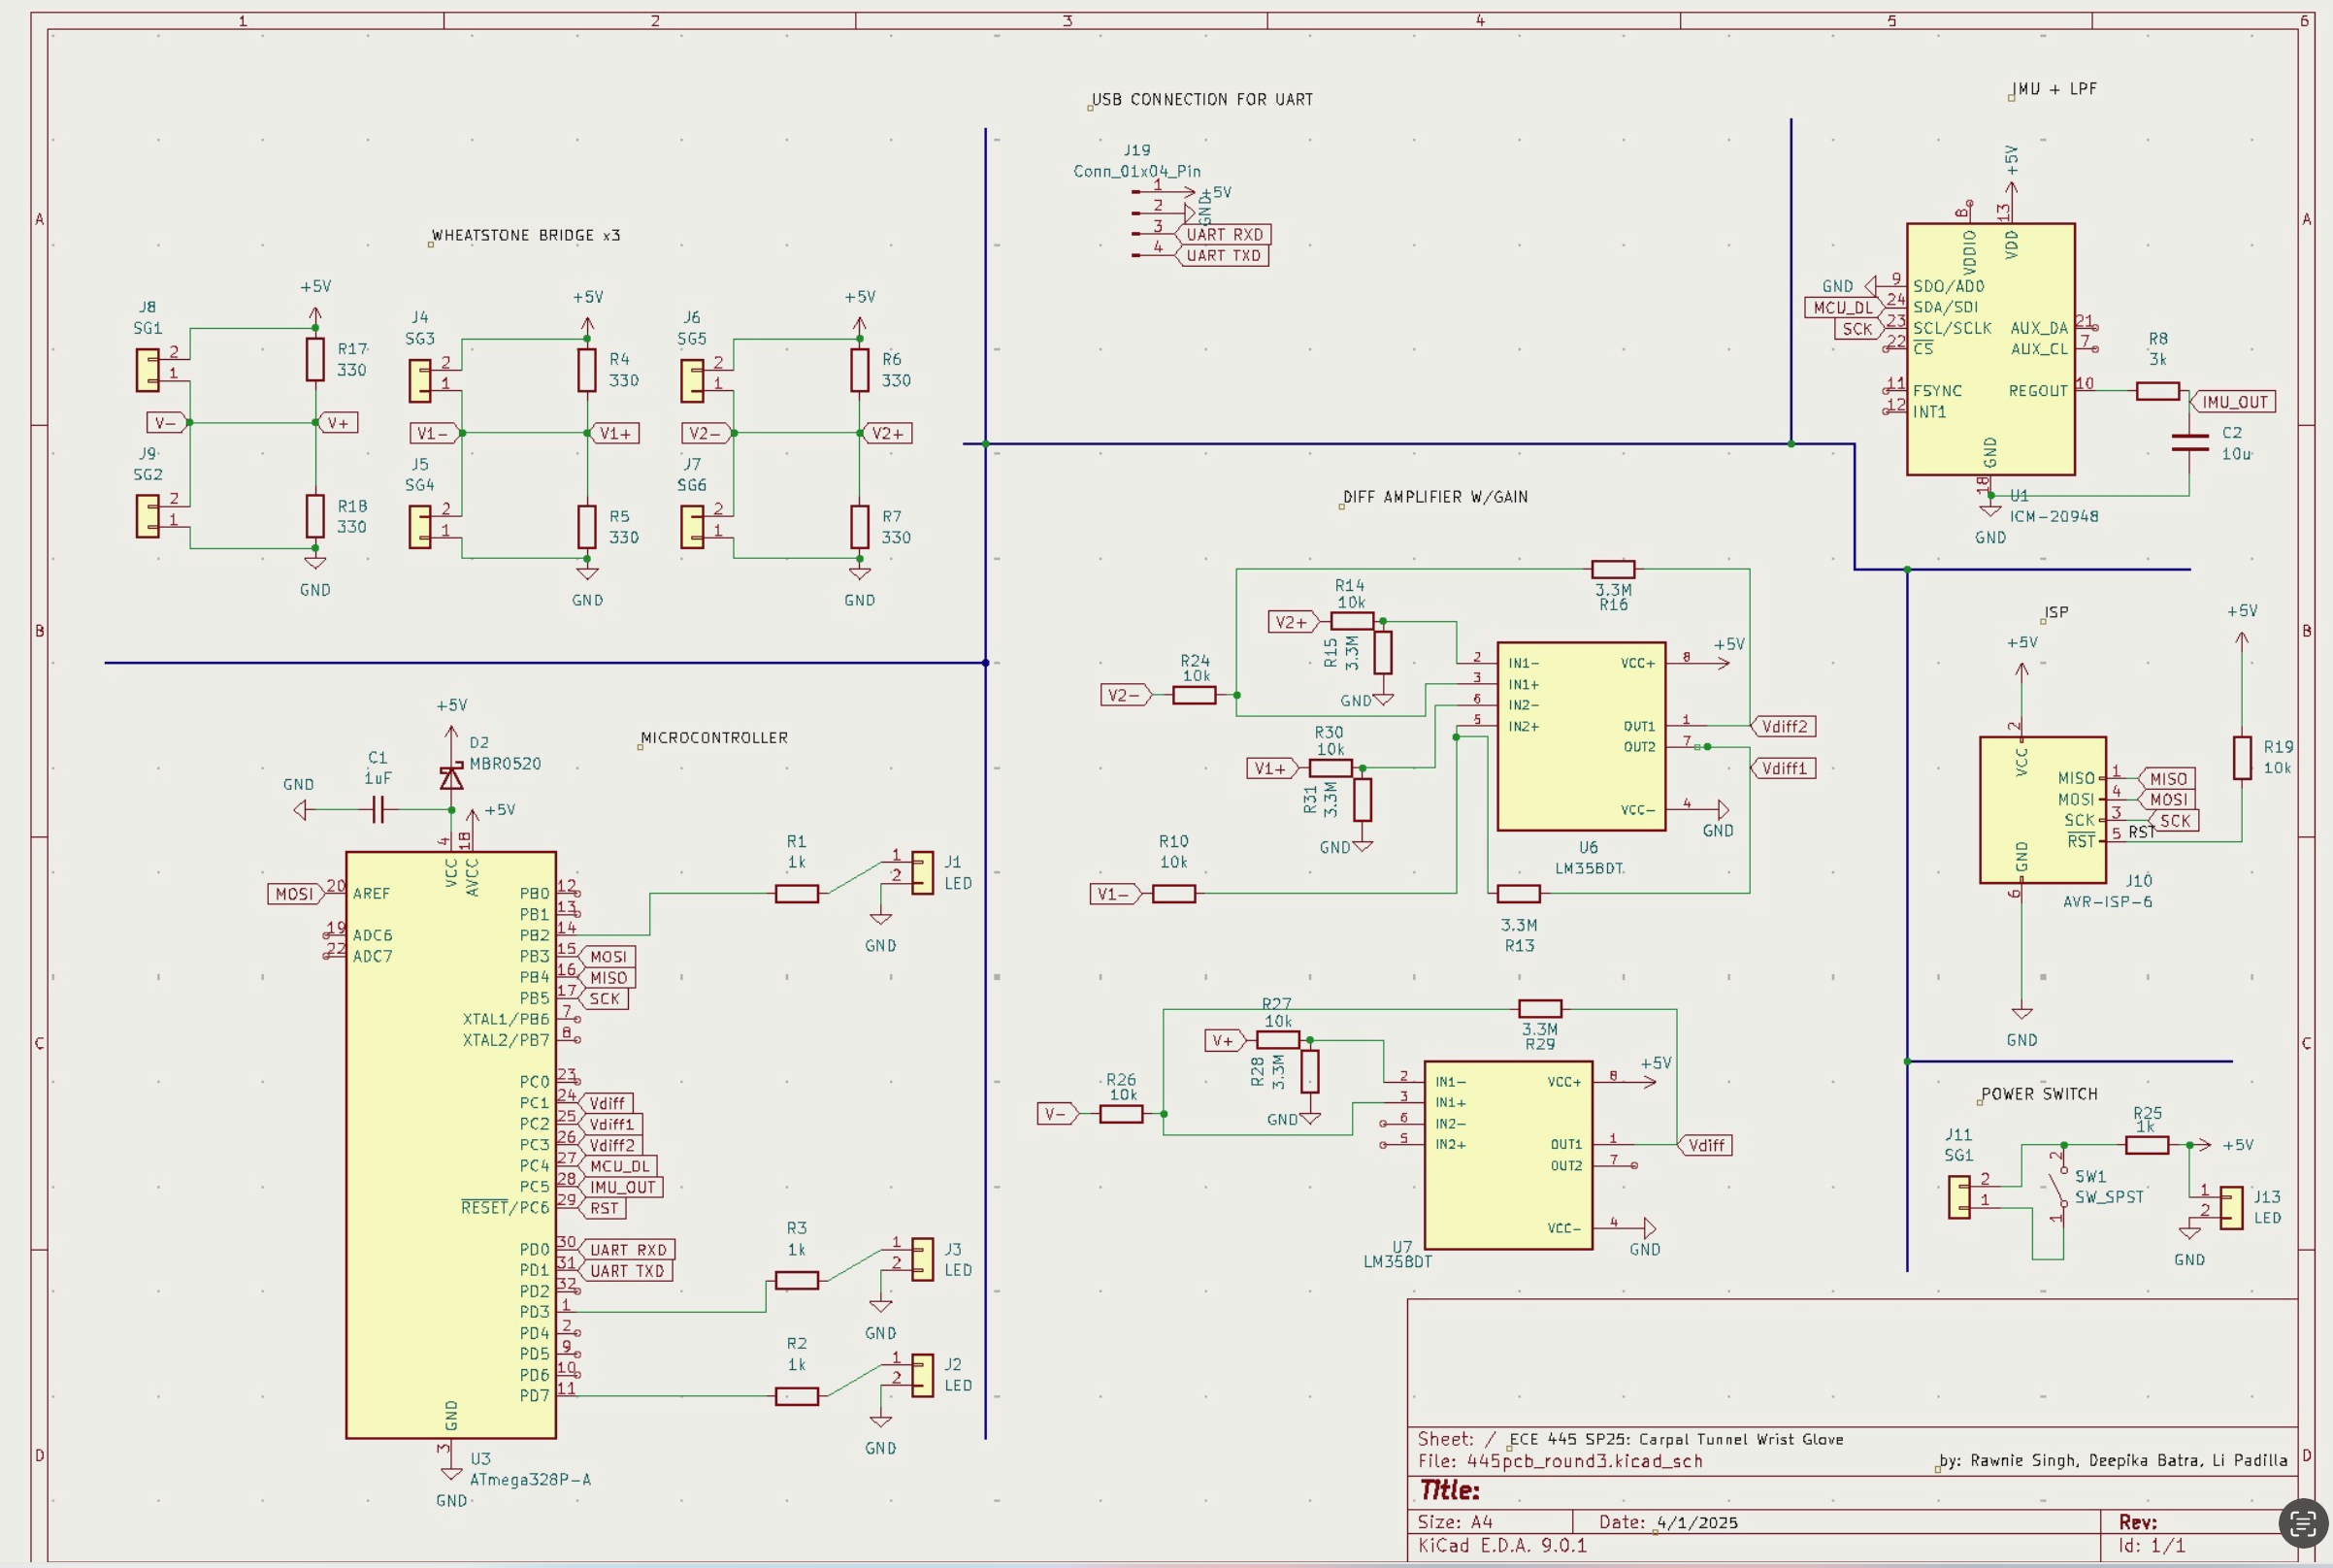 1 2 3 4 5 6
A
B
C
D
A
B
C
D
WHEATSTONE BRIDGE x3
J8
SG1
2
1
+5V
R17
330
V-
V+
J9
SG2
2
1
R18
330
GND
J4
SG3
2
1
+5V
R4
330
V1-
V1+
J5
SG4
2
1
R5
330
GND
J6
SG5
2
1
+5V
R6
330
V2-
V2+
J7
SG6
2
1
R7
330
GND
USB CONNECTION FOR UART
J19
Conn_01x04_Pin
1 +5V
2 GND
3 UART RXD
4 UART TXD
IMU + LPF
+5V
8 13
VDDIO VDD
GND 9 SDO/AD0
MCU_DL 24 SDA/SDI
SCK 23 SCL/SCLK AUX_DA 21
22 CS AUX_CL 7
11 FSYNC REGOUT 10
12 INT1
GND
18
R8
3k
IMU_OUT
C2
10u
U1
ICM-20948
GND
MICROCONTROLLER
+5V
D2
MBR0520
C1
1uF
GND
+5V
4 18
VCC AVCC
MOSI 20 AREF
19 ADC6
22 ADC7
PB0 12
PB1 13
PB2 14
PB3 15 MOSI
PB4 16 MISO
PB5 17 SCK
XTAL1/PB6 7
XTAL2/PB7 8
PC0 23
PC1 24 Vdiff
PC2 25 Vdiff1
PC3 26 Vdiff2
PC4 27 MCU_DL
PC5 28 IMU_OUT
RESET/PC6 29 RST
PD0 30 UART RXD
PD1 31 UART TXD
PD2 32
PD3 1
PD4 2
PD5 9
PD6 10
PD7 11
GND
3
U3
ATmega328P-A
GND
R1
1k
1 J1
2 LED
GND
R3
1k
1 J3
2 LED
GND
R2
1k
1 J2
2 LED
GND
DIFF AMPLIFIER W/GAIN
3.3M
R16
R14
10k
V2+
R15
3.3M
GND
R24
10k
V2-
R30
10k
V1+
R31
3.3M
GND
R10
10k
V1-
2 IN1- VCC+ 8 +5V
3 IN1+
6 IN2-
5 IN2+ OUT1 1 Vdiff2
OUT2 7
Vdiff1
VCC- 4
GND
U6
LM358DT
3.3M
R13
3.3M
R29
R27
10k
V+
R28
3.3M
GND
R26
10k
V-
+5V
2 IN1- VCC+ 8
3 IN1+
6 IN2-
5 IN2+ OUT1 1 Vdiff
OUT2 7
VCC- 4
GND
U7
LM358DT
ISP
+5V
+5V
2
VCC
MISO 1 MISO
MOSI 4 MOSI
SCK 3 SCK
RST 5 RST
GND
6
R19
10k
J10
AVR-ISP-6
GND
POWER SWITCH
J11
SG1
2
1
R25
1k
+5V
2
SW1
SW_SPST
1
1 J13
2 LED
GND
Sheet: / ECE 445 SP25: Carpal Tunnel Wrist Glove
File: 445pcb_round3.kicad_sch
by: Rawnie Singh, Deepika Batra, Li Padilla
Title:
Size: A4 Date: 4/1/2025 Rev:
KiCad E.D.A. 9.0.1 Id: 1/1